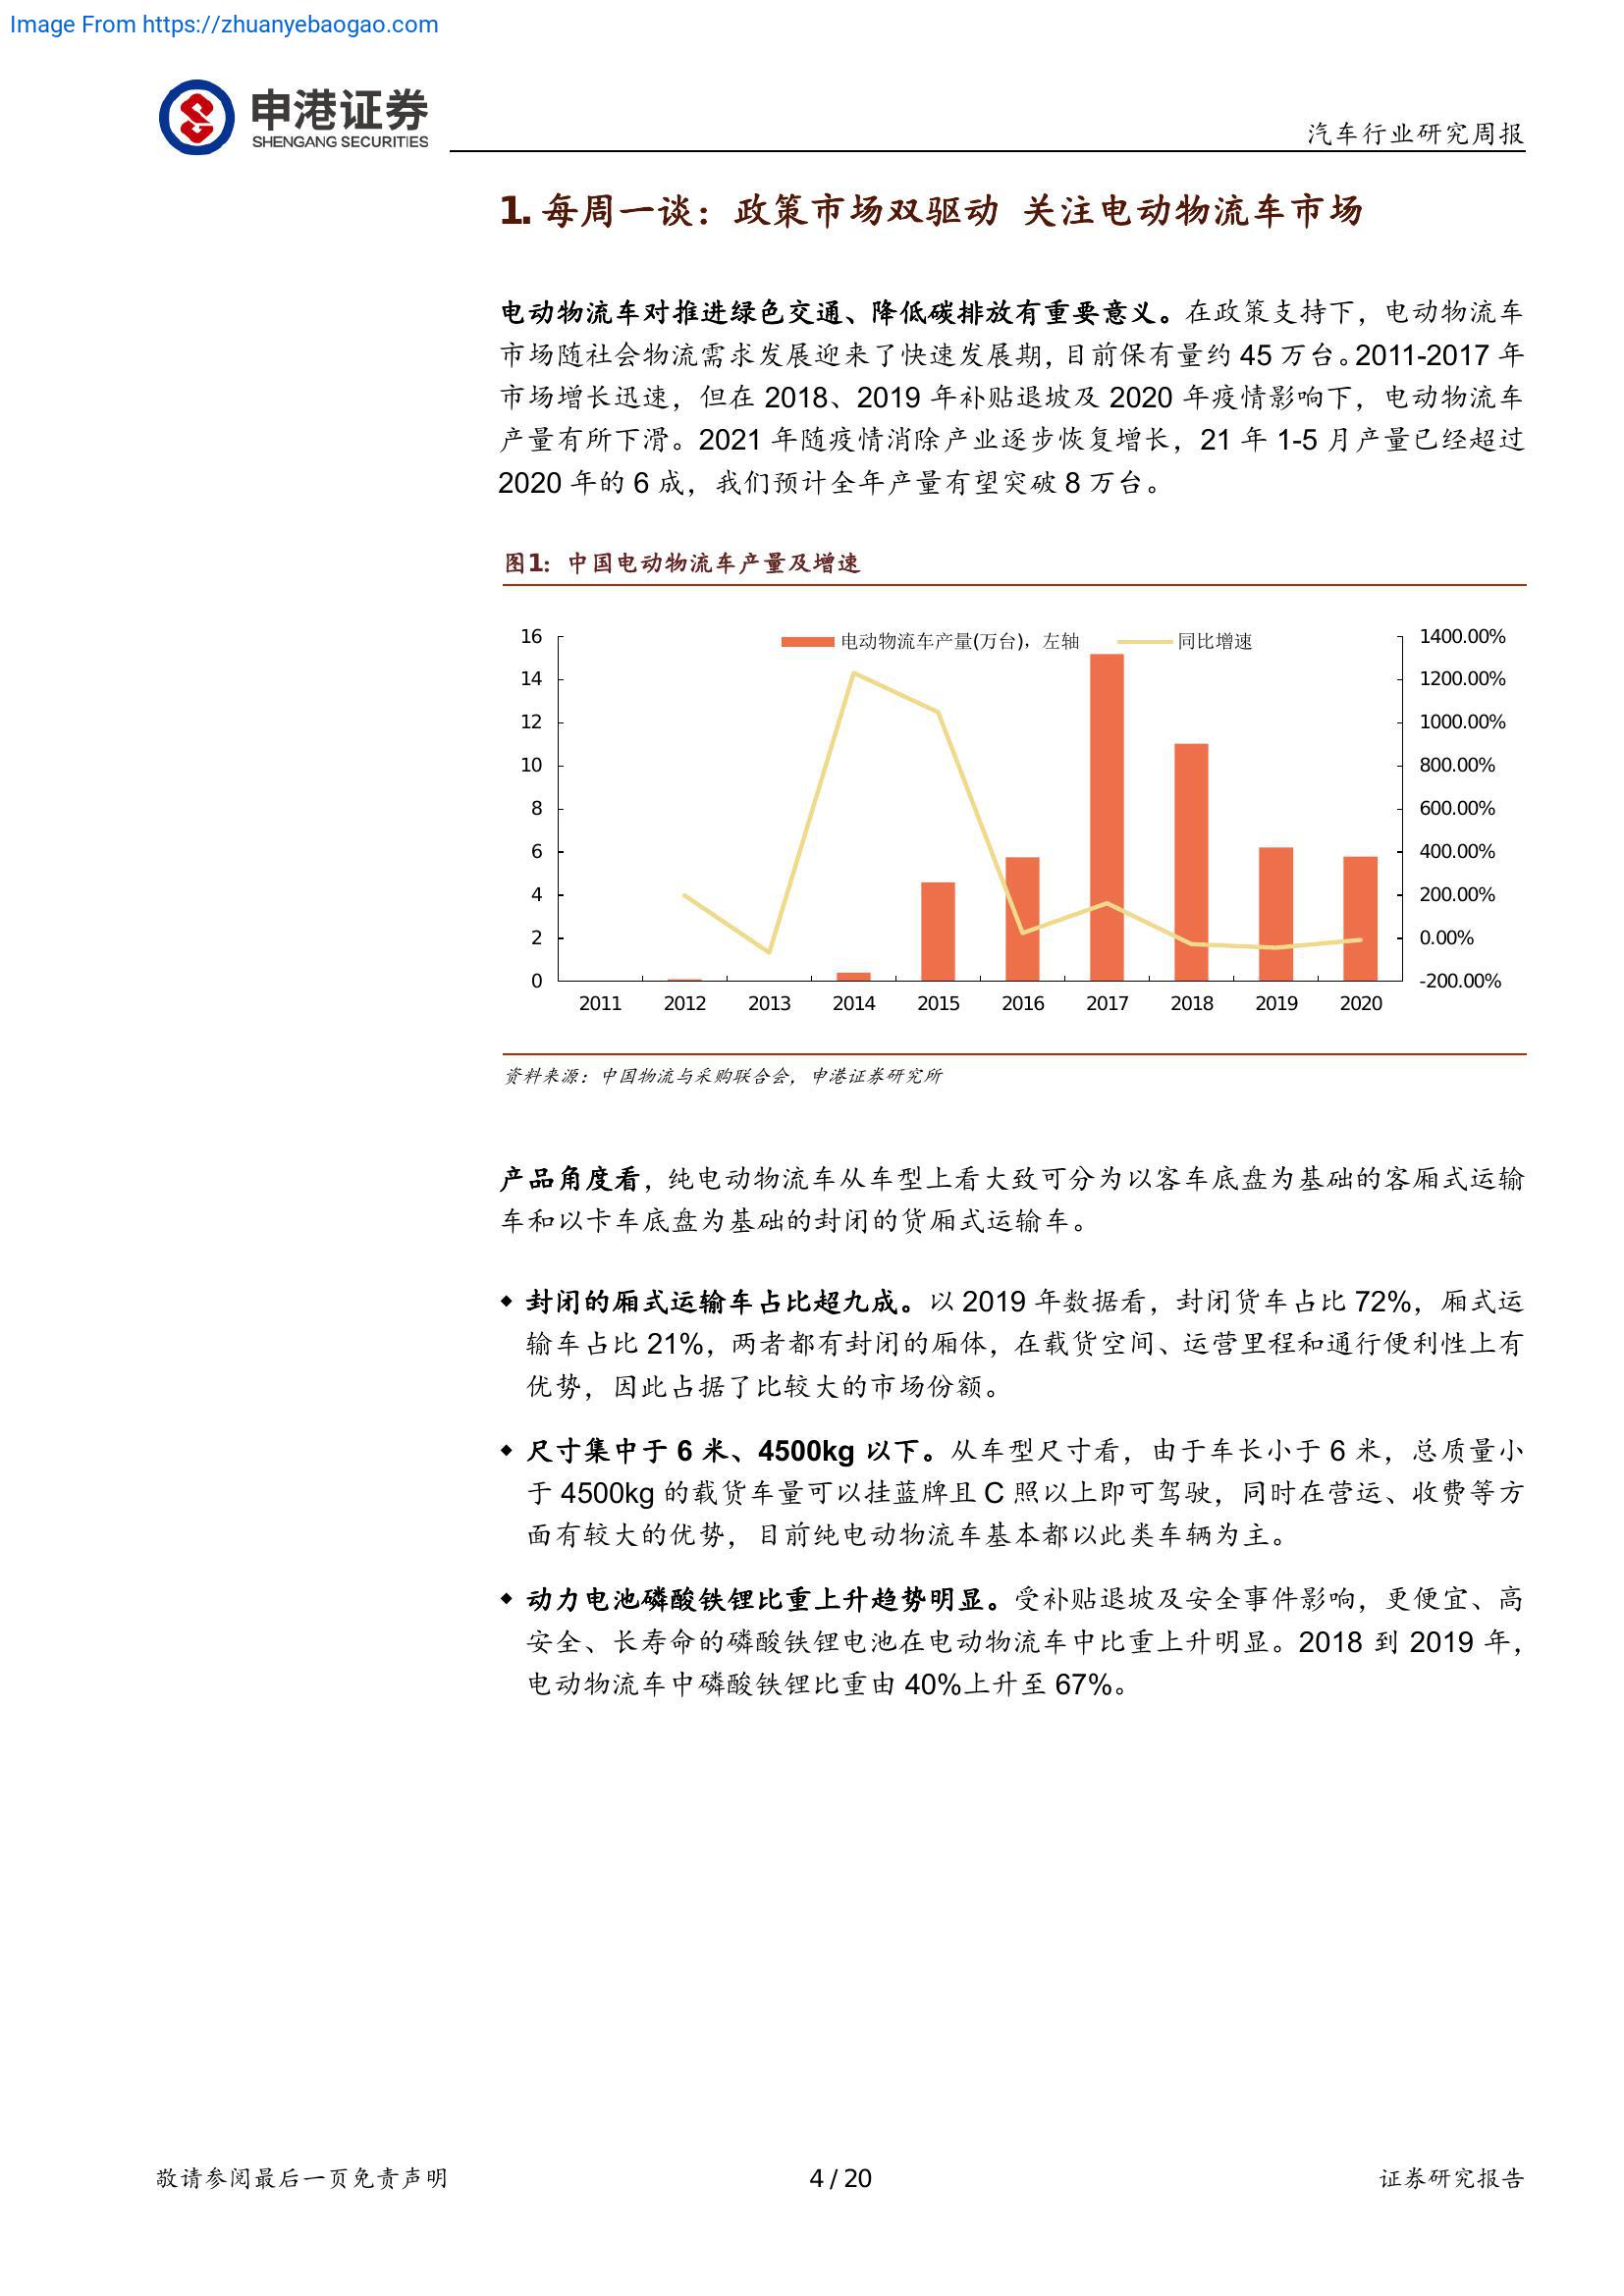 Image From https://zhuanyebaogao.com
申港证券
SHENGANG SECURITIES
汽车行业研究周报
1. 每周一谈：政策市场双驱动 关注电动物流车市场
电动物流车对推进绿色交通、降低碳排放有重要意义。在政策支持下，电动物流车
市场随社会物流需求发展迎来了快速发展期，目前保有量约 45 万台。2011-2017 年
市场增长迅速，但在 2018、2019 年补贴退坡及 2020 年疫情影响下，电动物流车
产量有所下滑。2021 年随疫情消除产业逐步恢复增长，21 年 1-5 月产量已经超过
2020 年的 6 成，我们预计全年产量有望突破 8 万台。
图1：中国电动物流车产量及增速
电动物流车产量(万台)，左轴 同比增速
16 1400.00%
14 1200.00%
12 1000.00%
10 800.00%
8 600.00%
6 400.00%
4 200.00%
2 0.00%
0 -200.00%
2011 2012 2013 2014 2015 2016 2017 2018 2019 2020
资料来源：中国物流与采购联合会，申港证券研究所
产品角度看，纯电动物流车从车型上看大致可分为以客车底盘为基础的客厢式运输
车和以卡车底盘为基础的封闭的货厢式运输车。
◆ 封闭的厢式运输车占比超九成。以 2019 年数据看，封闭货车占比 72%，厢式运
输车占比 21%，两者都有封闭的厢体，在载货空间、运营里程和通行便利性上有
优势，因此占据了比较大的市场份额。
◆ 尺寸集中于 6 米、4500kg 以下。从车型尺寸看，由于车长小于 6 米，总质量小
于 4500kg 的载货车量可以挂蓝牌且 C 照以上即可驾驶，同时在营运、收费等方
面有较大的优势，目前纯电动物流车基本都以此类车辆为主。
◆ 动力电池磷酸铁锂比重上升趋势明显。受补贴退坡及安全事件影响，更便宜、高
安全、长寿命的磷酸铁锂电池在电动物流车中比重上升明显。2018 到 2019 年，
电动物流车中磷酸铁锂比重由 40%上升至 67%。
敬请参阅最后一页免责声明 4 / 20 证券研究报告